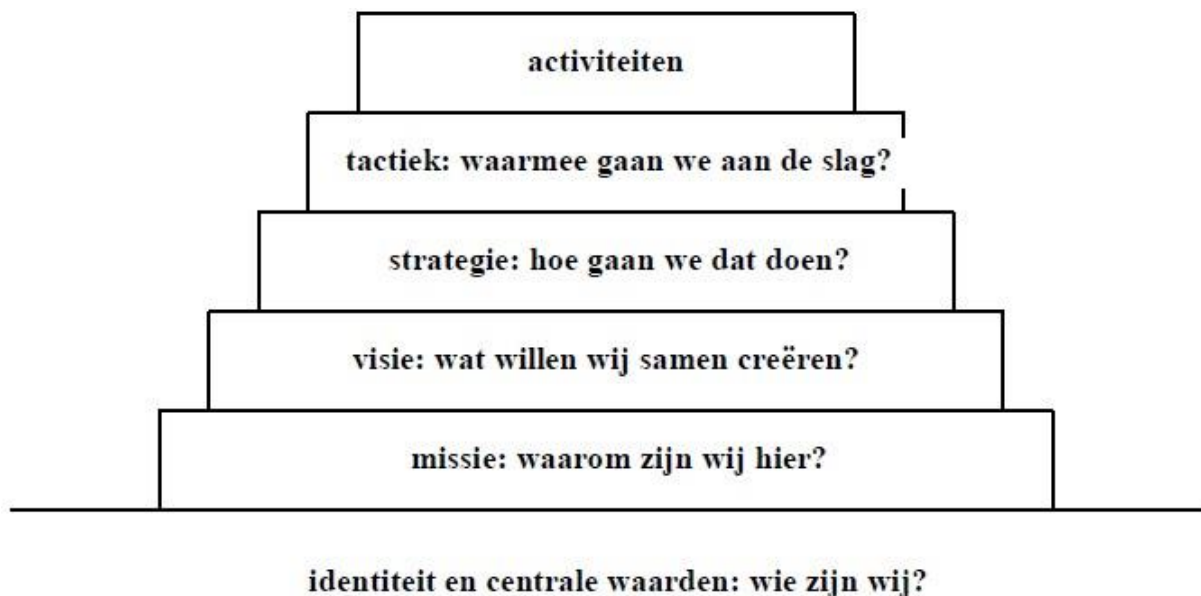 activiteiten
tactiek: waarmee gaan we aan de slag?
strategie: hoe gaan we dat doen?
visie: wat willen wij samen creëren?
missie: waarom zijn wij hier?
identiteit en centrale waarden: wie zijn wij?